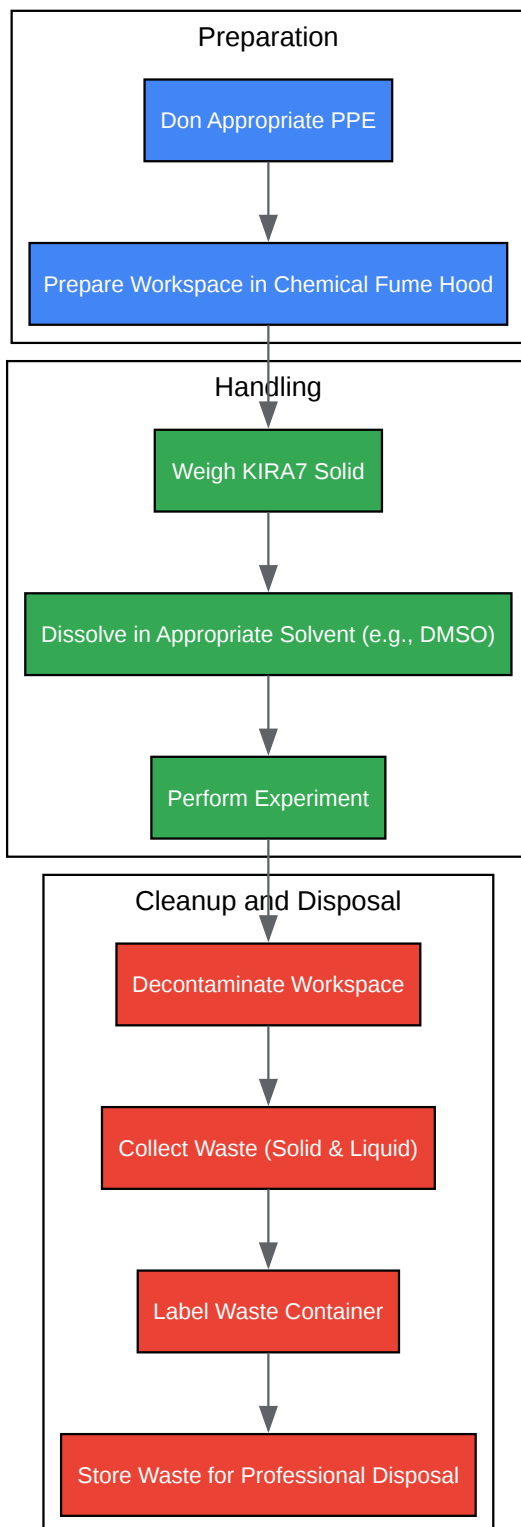 Preparation
Don Appropriate PPE
Prepare Workspace in Chemical Fume Hood
Handling
Weigh KIRA7 Solid
Dissolve in Appropriate Solvent (e.g., DMSO)
Perform Experiment
Cleanup and Disposal
Decontaminate Workspace
Collect Waste (Solid & Liquid)
Label Waste Container
Store Waste for Professional Disposal